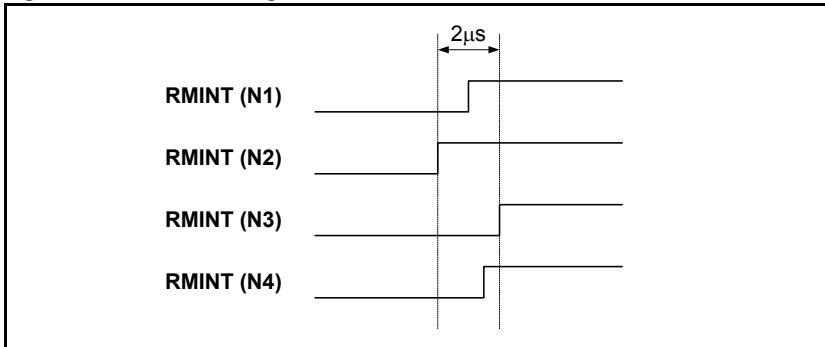 2μs
RMINT (N1)
RMINT (N2)
RMINT (N3)
RMINT (N4)